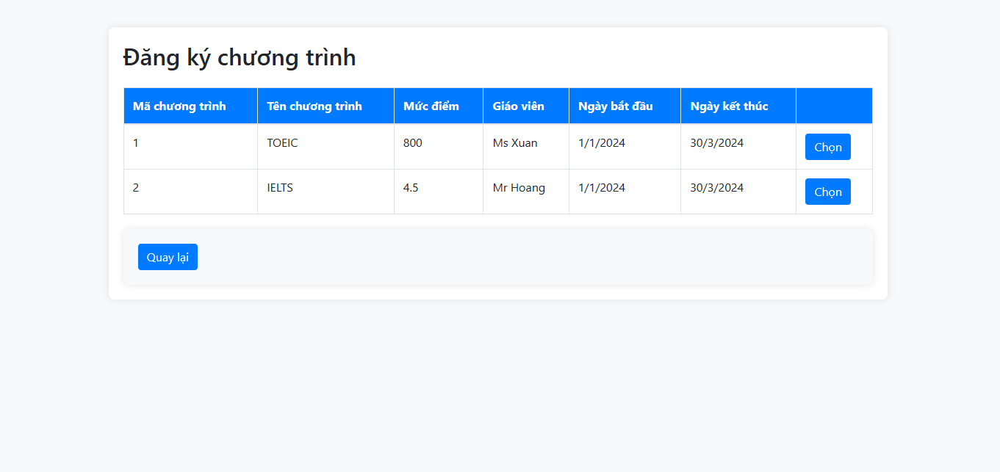 Đăng ký chương trình
Mã chương trình Tên chương trình Mức điểm Giáo viên Ngày bắt đầu Ngày kết thúc
1 TOEIC 800 Ms Xuan 1/1/2024 30/3/2024 Chọn
2 IELTS 4.5 Mr Hoang 1/1/2024 30/3/2024 Chọn
Quay lại